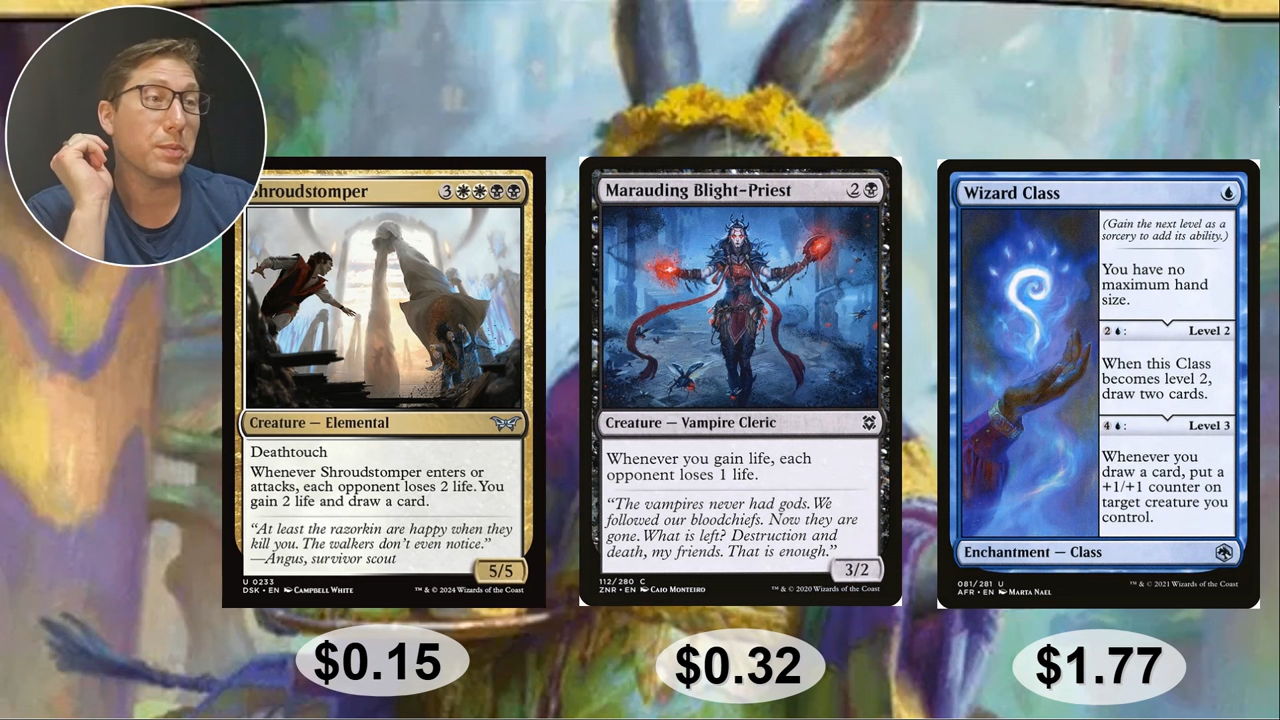 Shroudstomper 3
Deathtouch
Whenever Shroudstomper enters or
attacks, each opponent loses 2 life. You
gain 2 life and draw a card.
"At least the razorkin are happy when they
kill you. The walkers don't even notice."
—Angus, survivor scout
Creature — Elemental
5/5
U 0233
DSK • EN CAMPBELL WHITE
™ & © 2024 Wizards of the Coast
$0.15
Marauding Blight-Priest 2
Creature — Vampire Cleric
Whenever you gain life, each
opponent loses 1 life.
"The vampires never had gods. We
followed our bloodchiefs. Now they are
gone. What is left? Destruction and
death, my friends. That is enough."
3/2
112/280 C
ZNR • EN CAIO MONTEIRO
™ & © 2020 Wizards of the Coast
$0.32
Wizard Class
(Gain the next level as a
sorcery to add its ability.)
You have no
maximum hand
size.
2 : Level 2
When this Class
becomes level 2,
draw two cards.
4 : Level 3
Whenever you
draw a card, put a
+1/+1 counter on
target creature you
control.
Enchantment — Class
081/281 U
AFR • EN MARTA NAEL
™ & © 2021 Wizards of the Coast
$1.77